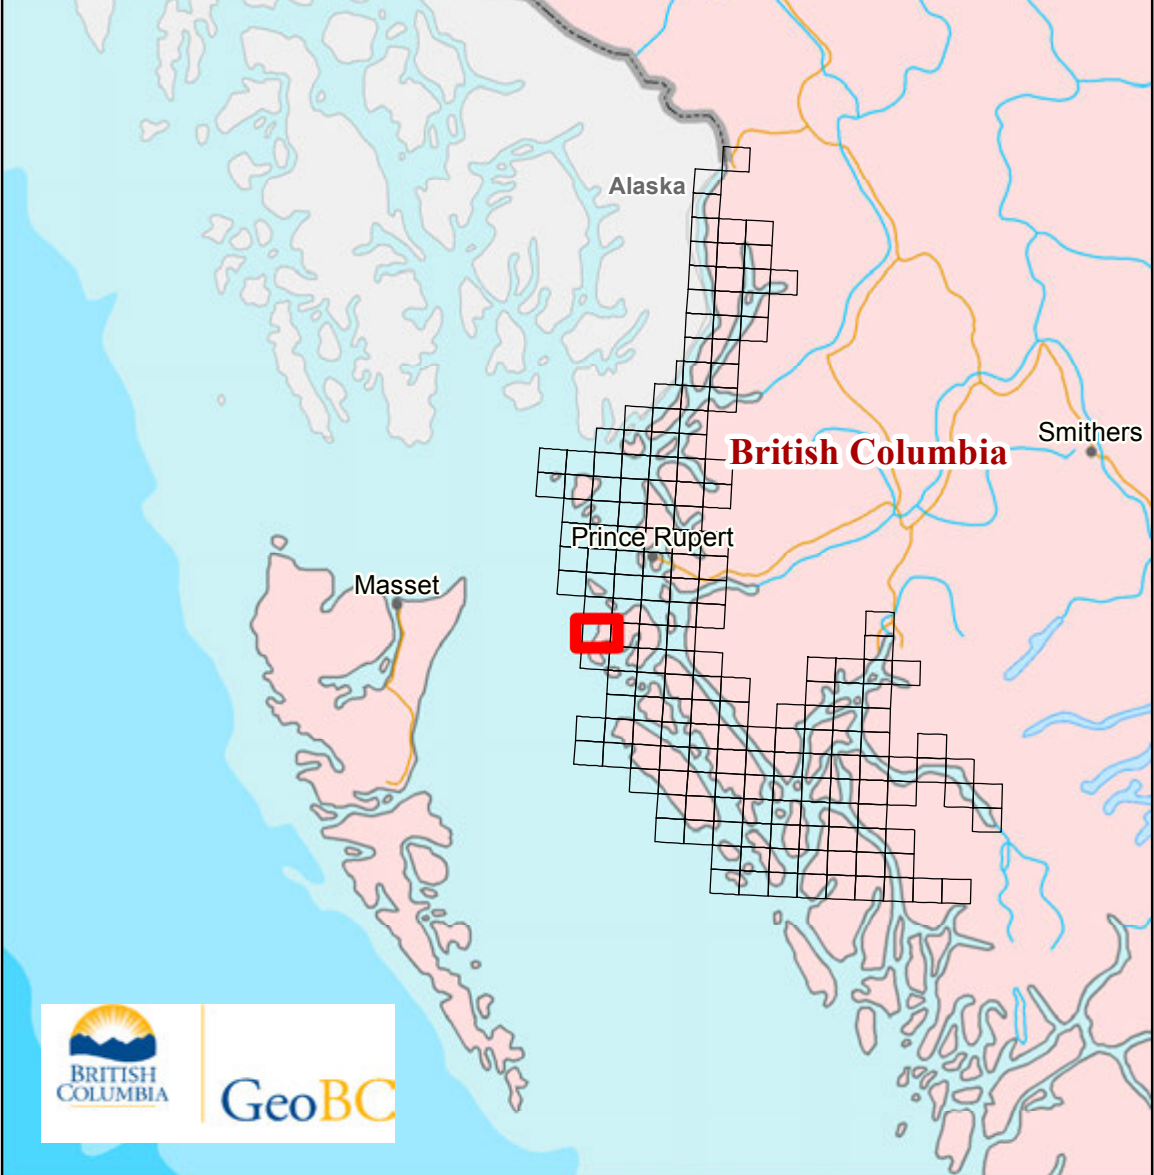 Alaska
Smithers
British Columbia
Prince Rupert
Masset
BRITISH
COLUMBIA
GeoBC